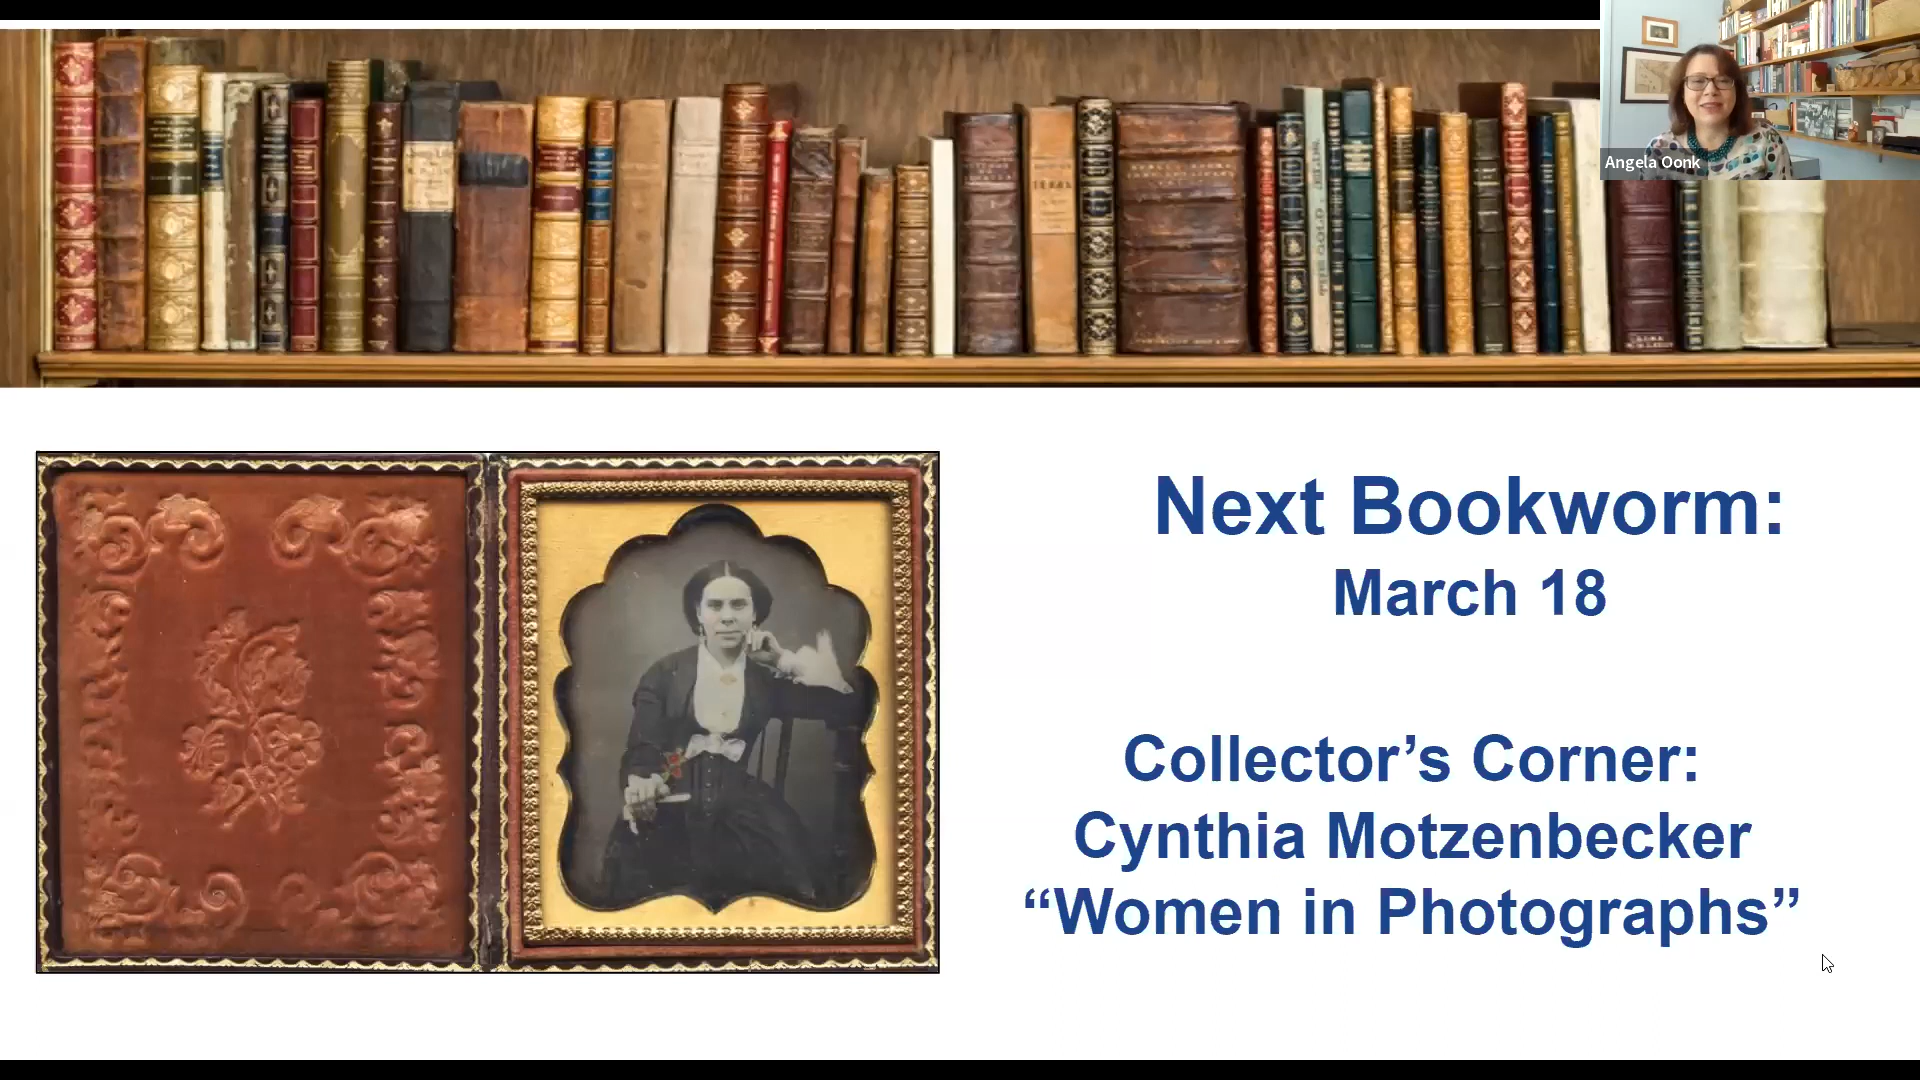 Angela Oonk
Next Bookworm:
March 18
Collector’s Corner:
Cynthia Motzenbecker
“Women in Photographs”